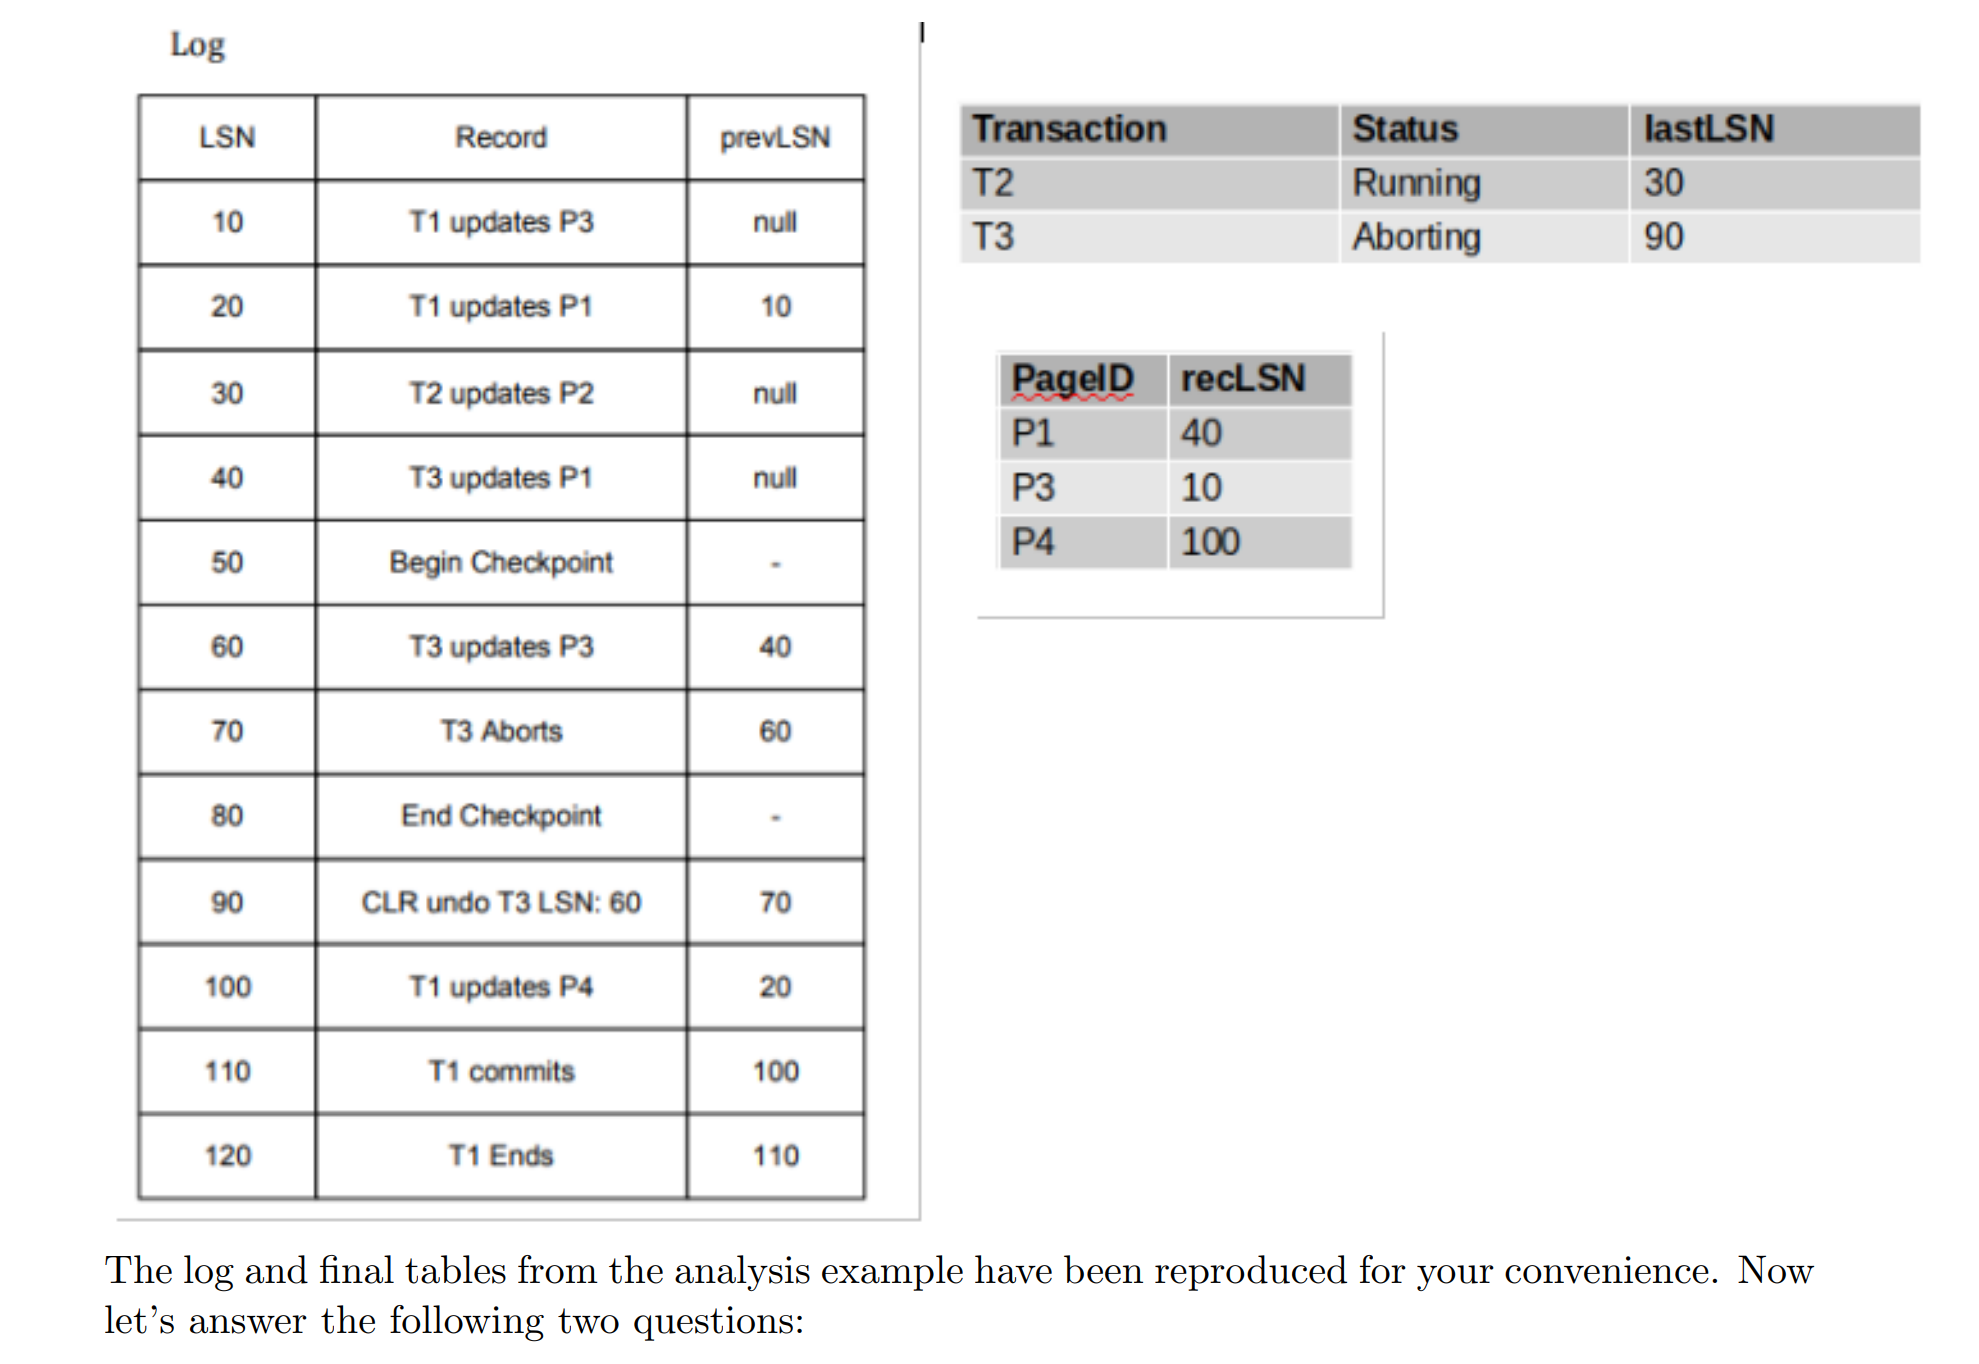 Log
LSN Record prevLSN
10 T1 updates P3 null
20 T1 updates P1 10
30 T2 updates P2 null
40 T3 updates P1 null
50 Begin Checkpoint -
60 T3 updates P3 40
70 T3 Aborts 60
80 End Checkpoint -
90 CLR undo T3 LSN: 60 70
100 T1 updates P4 20
110 T1 commits 100
120 T1 Ends 110
Transaction Status lastLSN
T2 Running 30
T3 Aborting 90
PageID recLSN
P1 40
P3 10
P4 100
The log and final tables from the analysis example have been reproduced for your convenience. Now
let’s answer the following two questions: